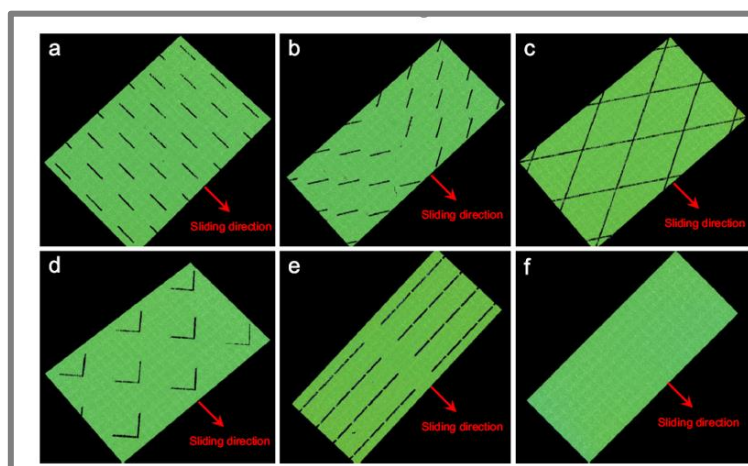 a
b
c
Sliding direction
Sliding direction
Sliding direction
d
e
f
Sliding direction
Sliding direction
Sliding direction